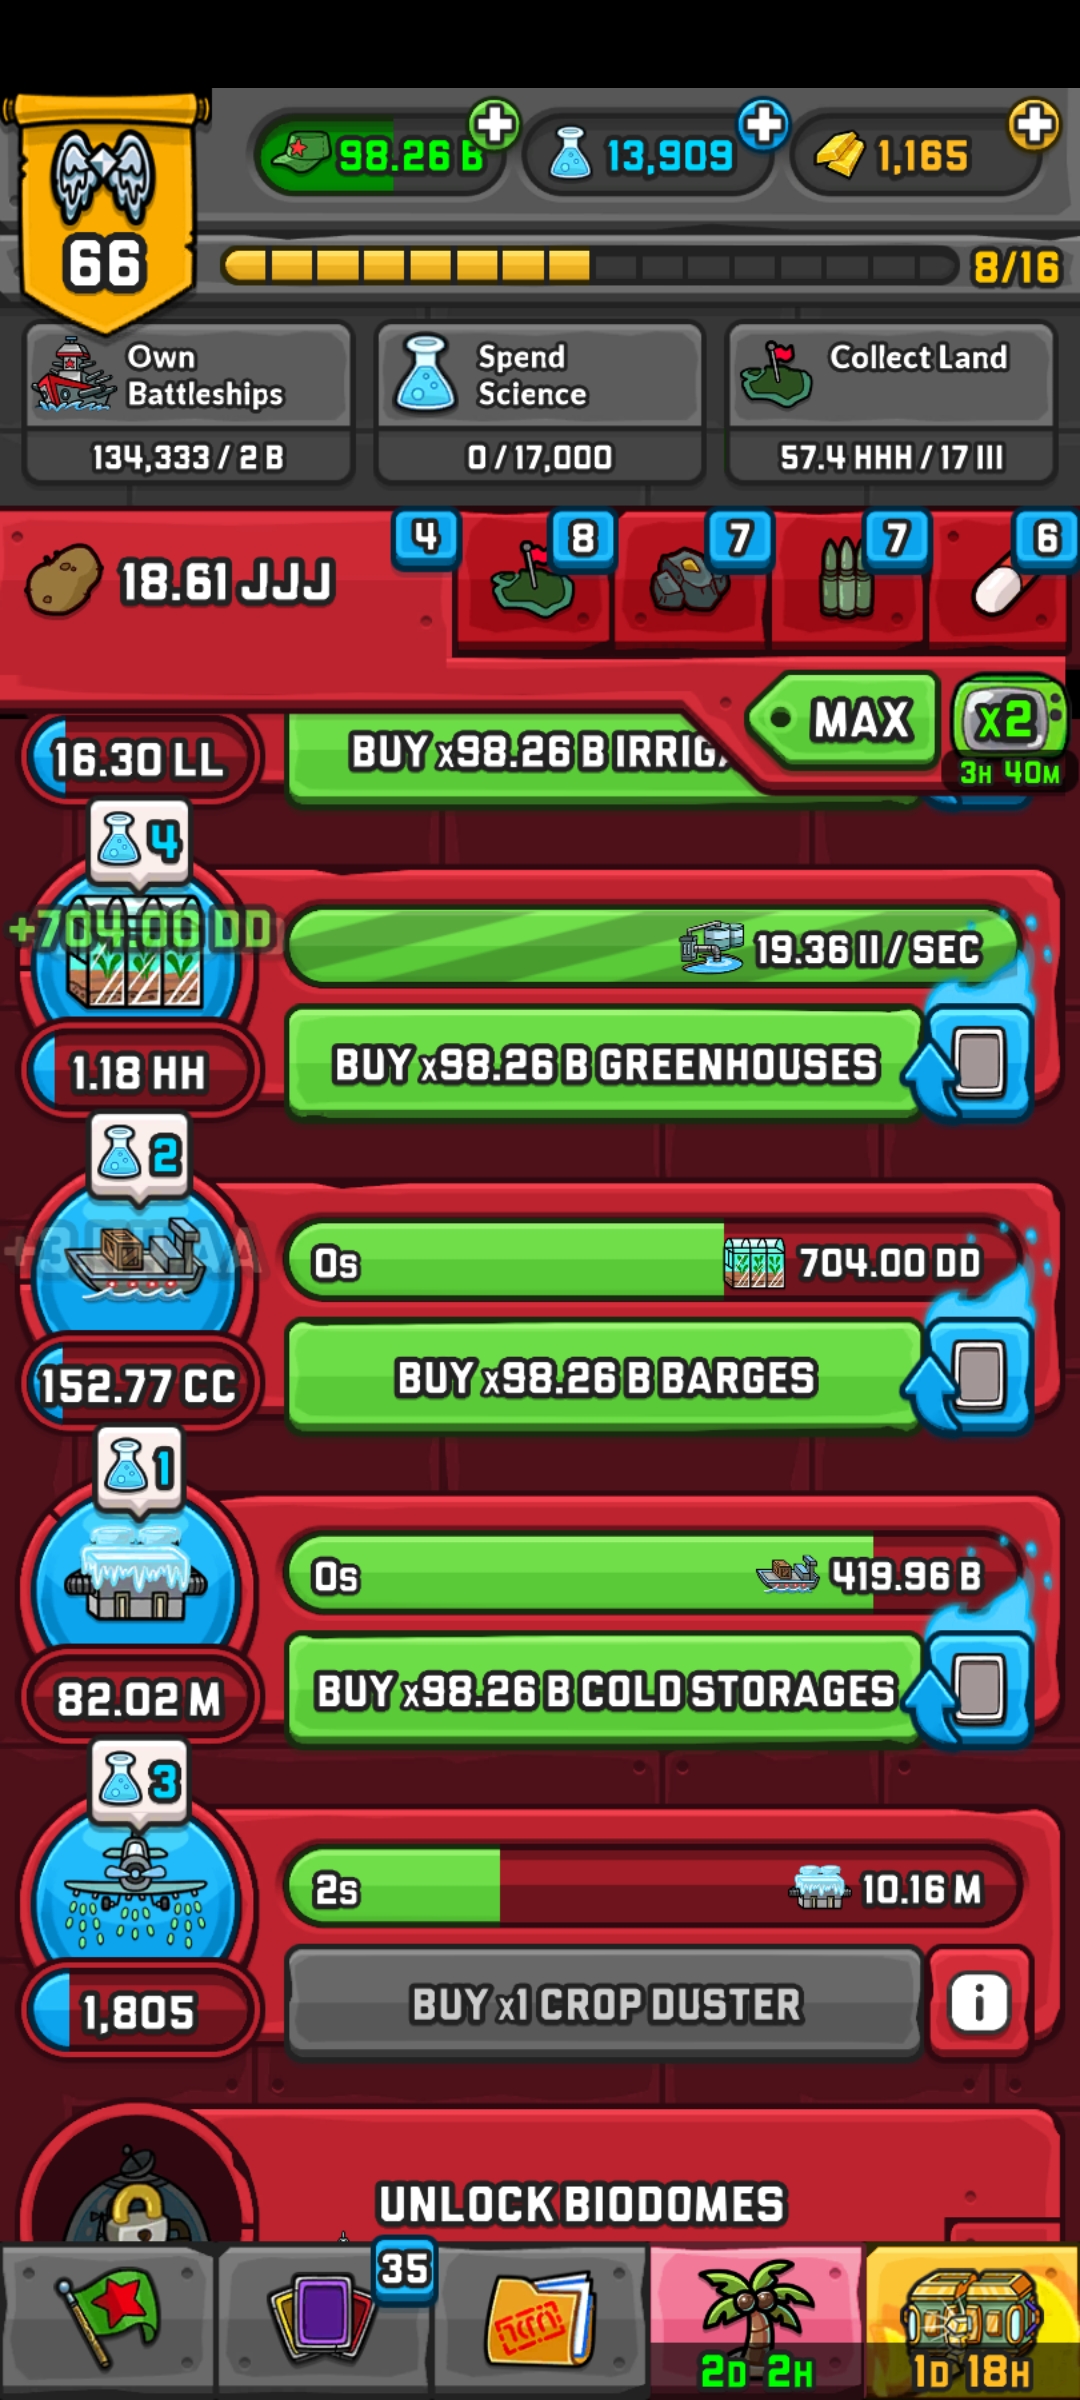 98.26 B
13,909
1,165
66
8/16
Own
Battleships
134,333 / 2 B
Spend
Science
0 / 17,000
Collect Land
57.4 HHH / 17 III
18.61 JJJ
4
8
7
7
6
MAX
x2
3H 40M
16.30 LL
BUY x98.26 B
4
+704.00 DD
19.36 II / SEC
1.18 HH
BUY x98.26 B GREENHOUSES
2
0s
704.00 DD
152.77 CC
BUY x98.26 B BARGES
1
0s
419.96 B
82.02 M
BUY x98.26 B COLD STORAGES
3
2s
10.16 M
1,805
BUY x1 CROP DUSTER
i
UNLOCK BIODOMES
35
2D 2H
1D 18H